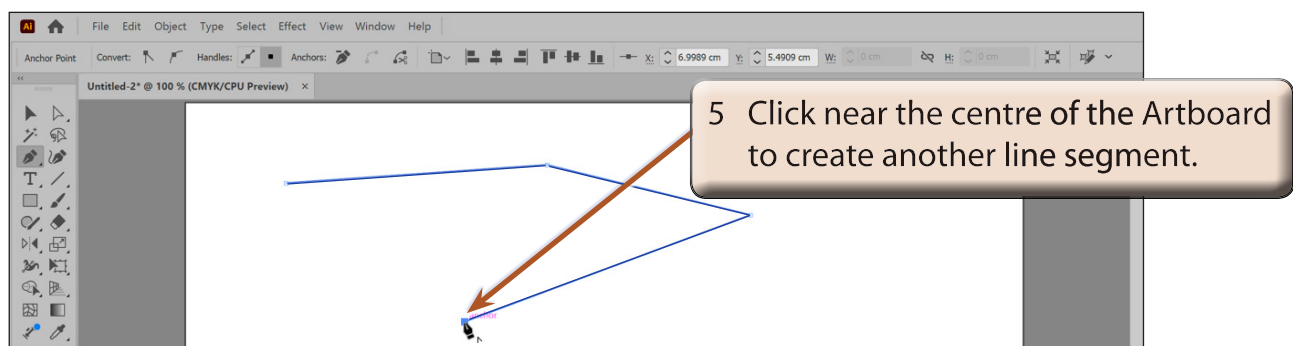 Ai File Edit Object Type Select Effect View Window Help
Anchor Point Convert: Handles: Anchors: X: 6.9989 cm Y: 5.4909 cm W: 0 cm H: 0 cm
Untitled-2* @ 100 % (CMYK/CPU Preview) ×
5 Click near the centre of the Artboard
to create another line segment.
anchor